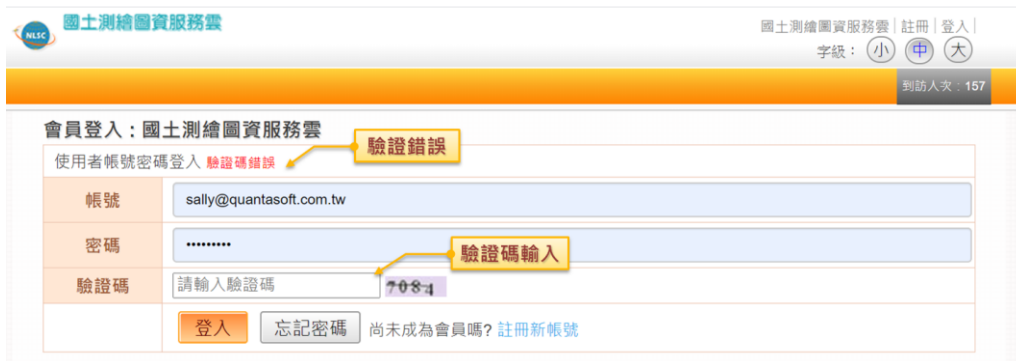 NLSC 國土測繪圖資服務雲
國土測繪圖資服務雲 | 註冊 | 登入 |
字級： 小 中 大
到訪人次：157
會員登入：國土測繪圖資服務雲
使用者帳號密碼登入 驗證碼錯誤
驗證錯誤
帳號 sally@quantasoft.com.tw
密碼 •••••••••
驗證碼輸入
驗證碼 請輸入驗證碼 7084
登入 忘記密碼 尚未成為會員嗎? 註冊新帳號